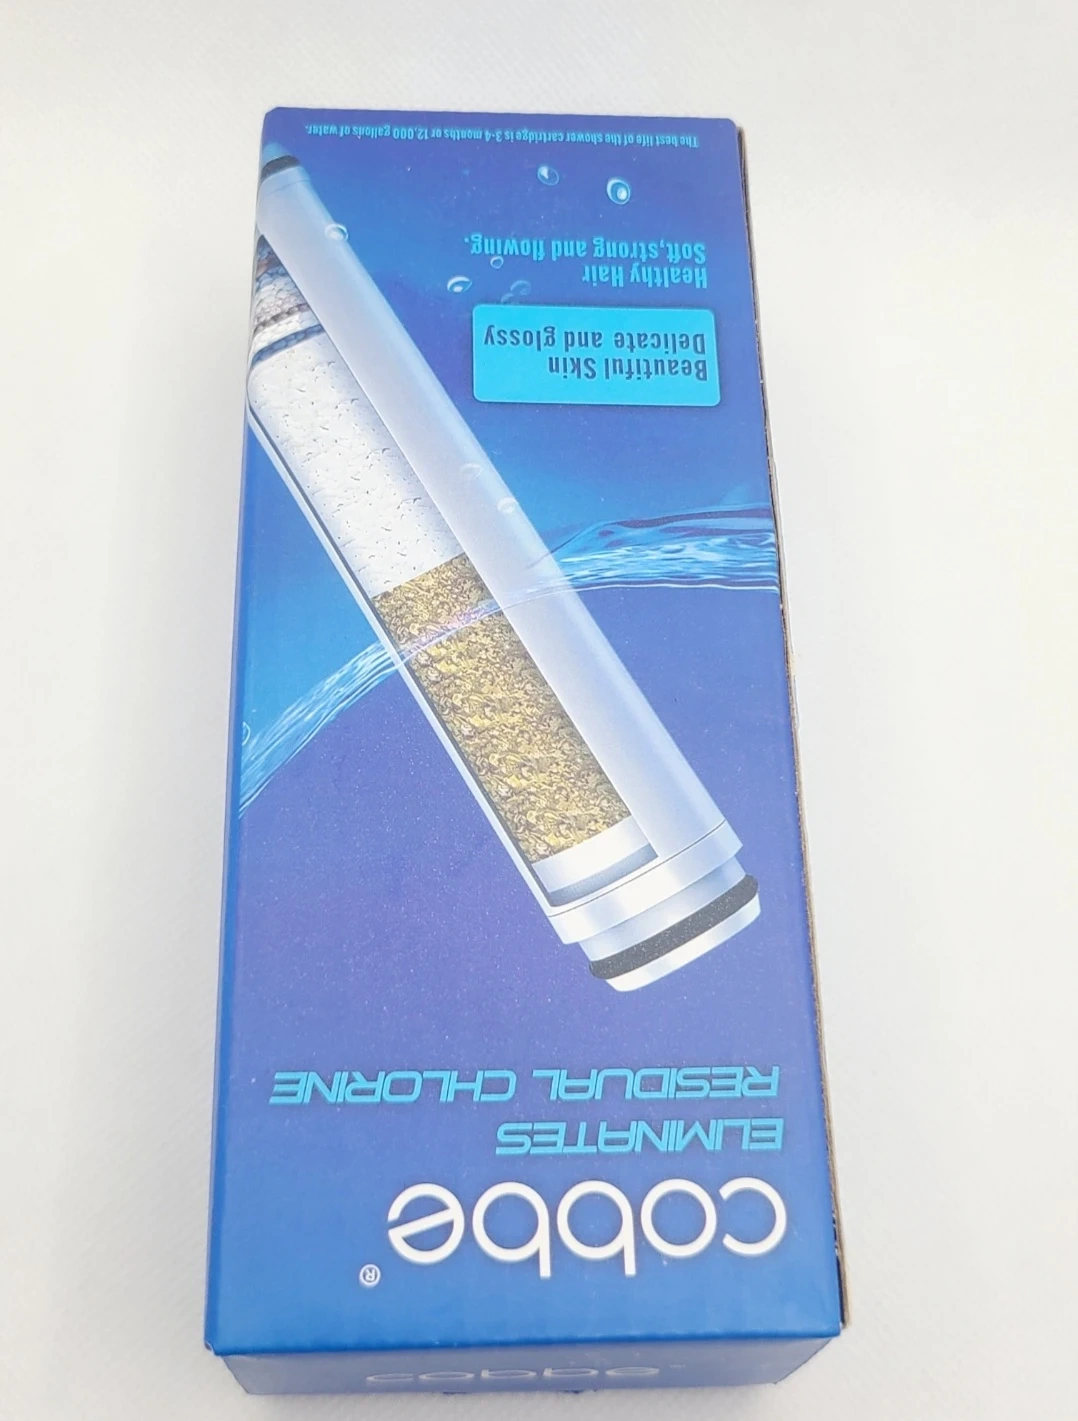 cobbe®
ELIMINATES
RESIDUAL CHLORINE
Beautiful Skin
Delicate and glossy
Healthy Hair
Soft,strong and flowing.
The best life of the shower cartridge is 3-4 months or 12,000 gallons of water.
cobbe